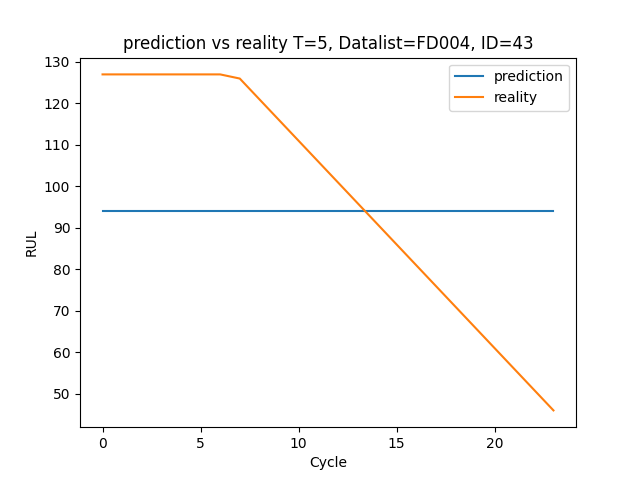 prediction vs reality T=5, Datalist=FD004, ID=43
prediction
reality
RUL
130
120
110
100
90
80
70
60
50
0 5 10 15 20
Cycle